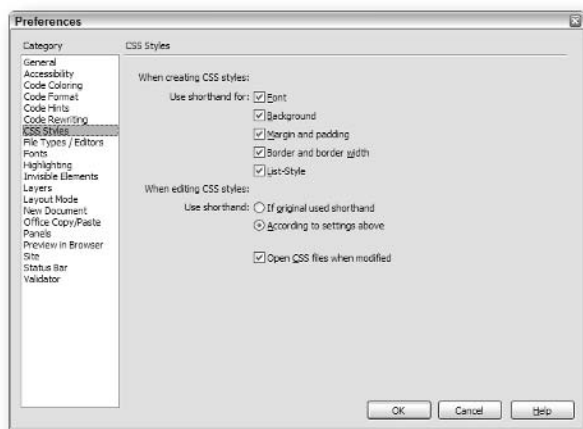 Preferences
Category
CSS Styles
General
Accessibility
Code Coloring
Code Format
Code Hints
Code Rewriting
CSS Styles
File Types / Editors
Fonts
Highlighting
Invisible Elements
Layers
Layout Mode
New Document
Office Copy/Paste
Panels
Preview in Browser
Site
Status Bar
Validator
When creating CSS styles:
Use shorthand for: Font
Background
Margin and padding
Border and border width
List-Style
When editing CSS styles:
Use shorthand: If original used shorthand
According to settings above
Open CSS files when modified
OK Cancel Help